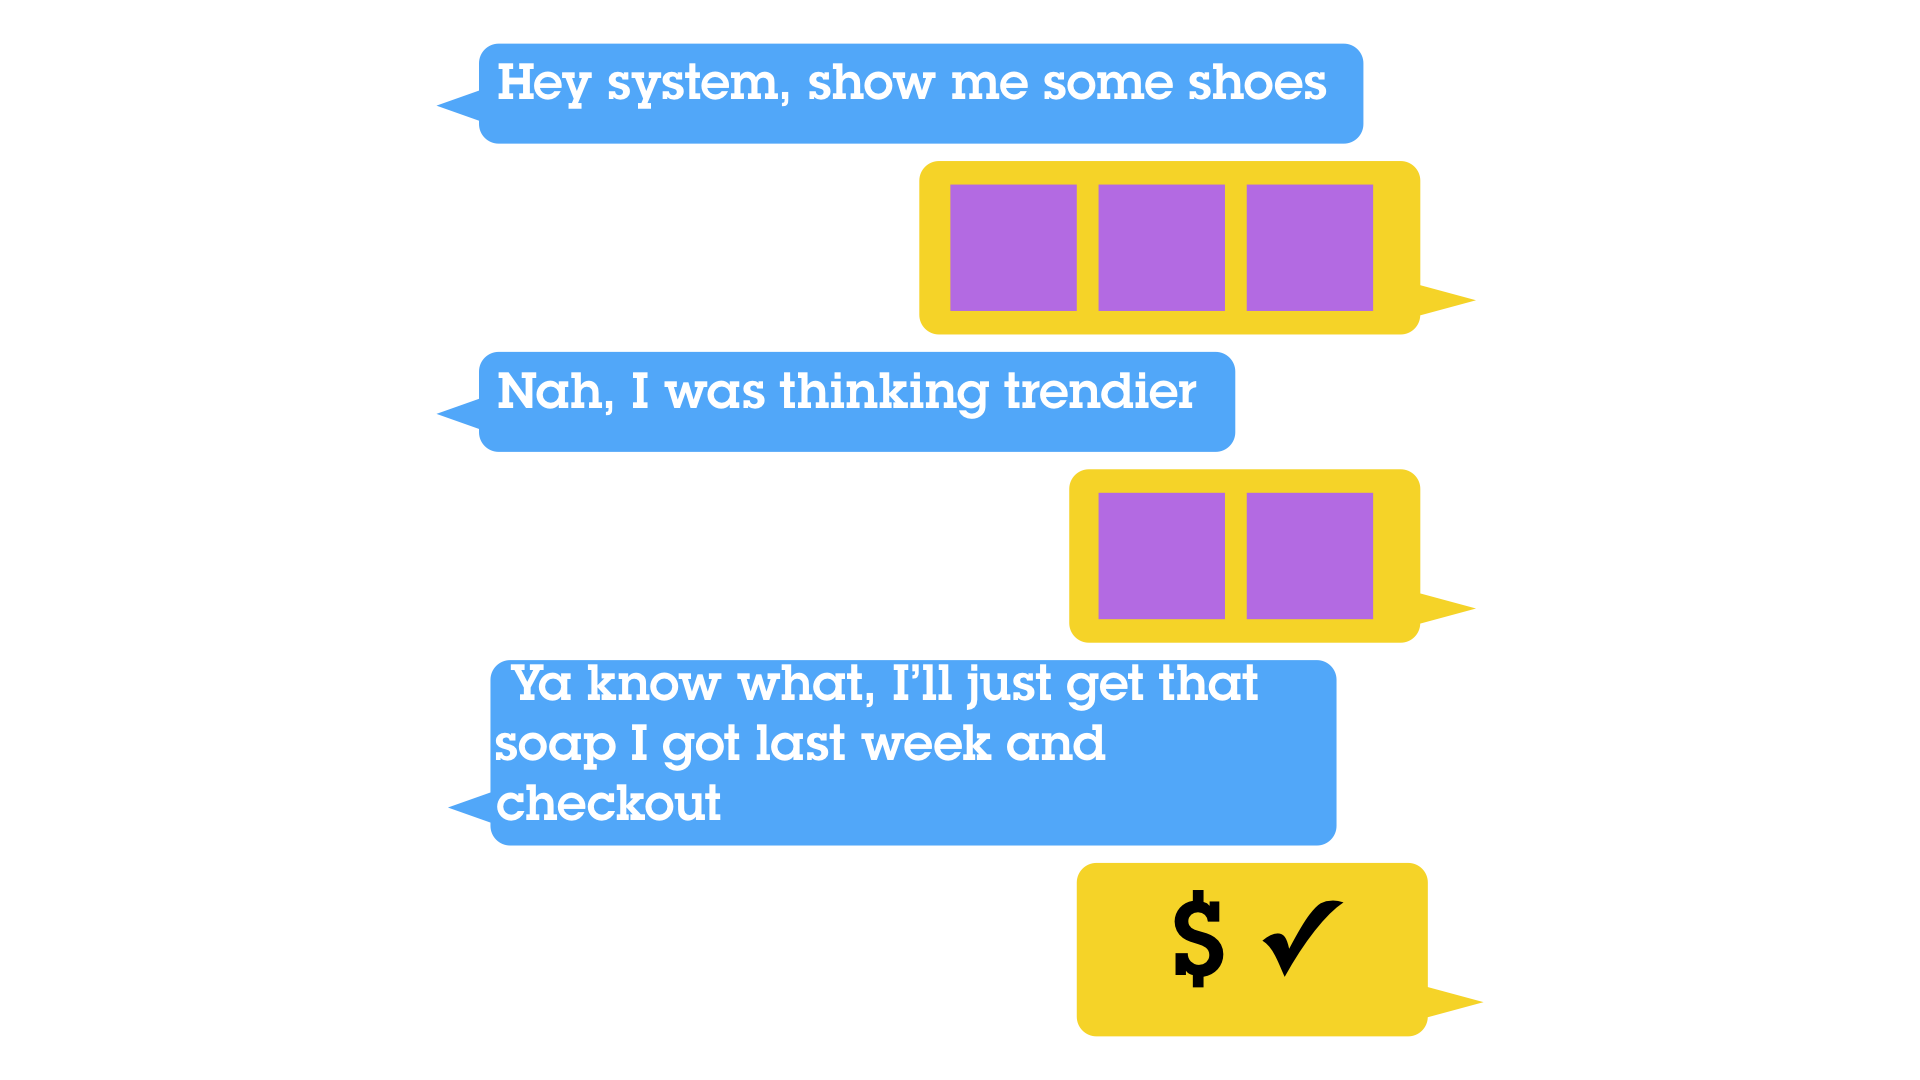 Hey system, show me some shoes
Nah, I was thinking trendier
Ya know what, I’ll just get that
soap I got last week and
checkout
$ ✓